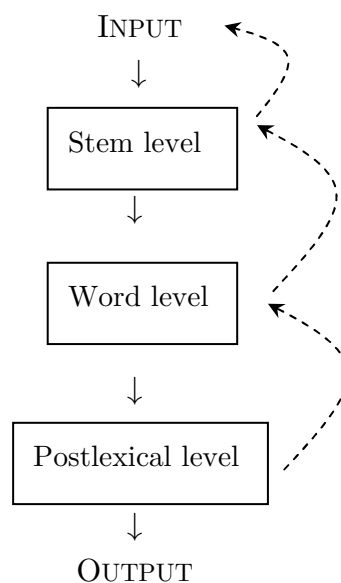 INPUT
Stem level
Word level
Postlexical level
OUTPUT